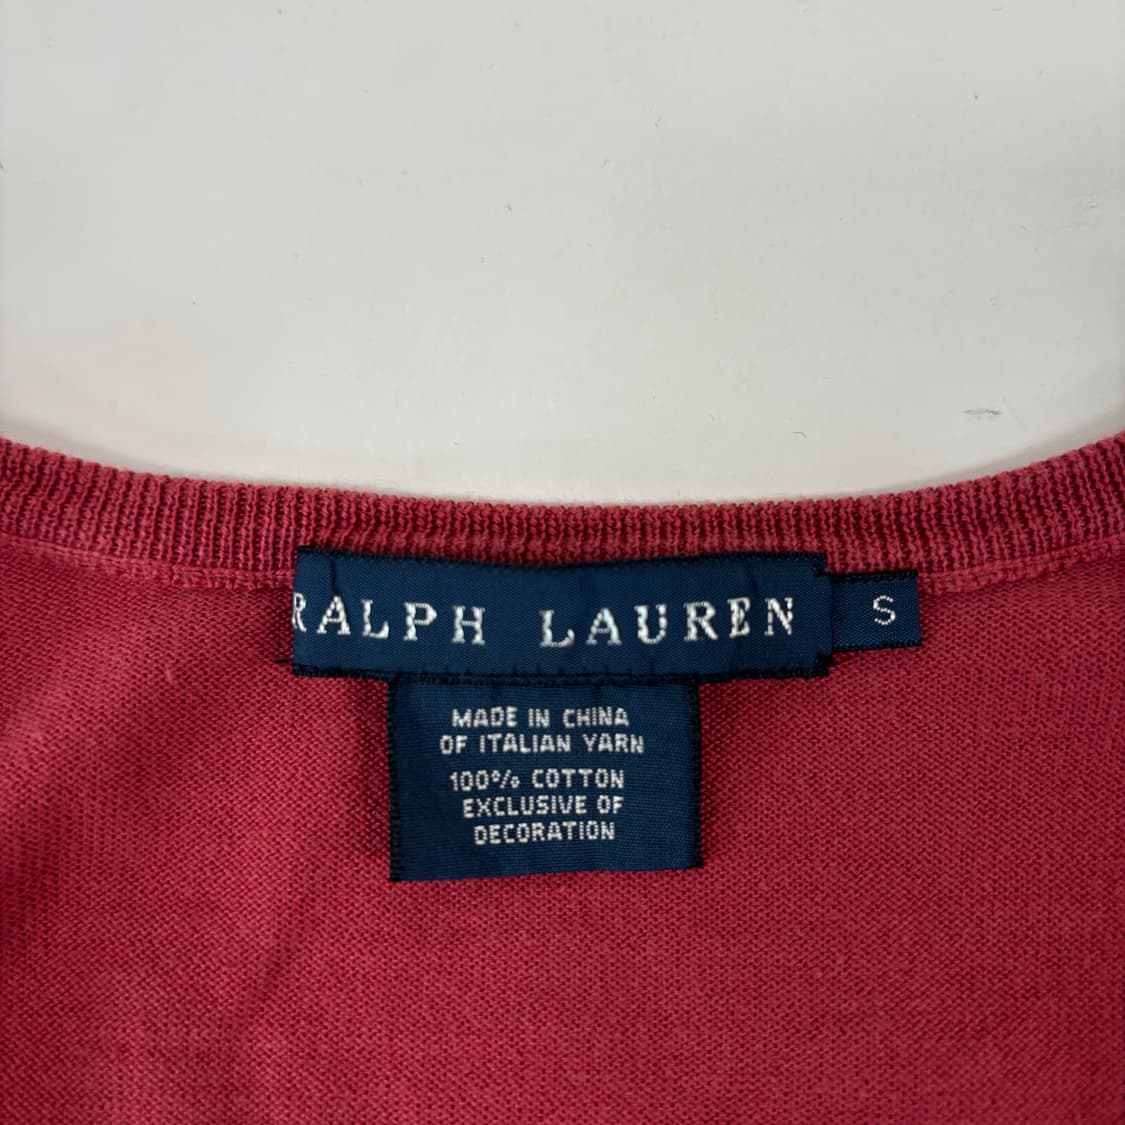 RALPH LAUREN S
MADE IN CHINA
OF ITALIAN YARN
100% COTTON
EXCLUSIVE OF
DECORATION